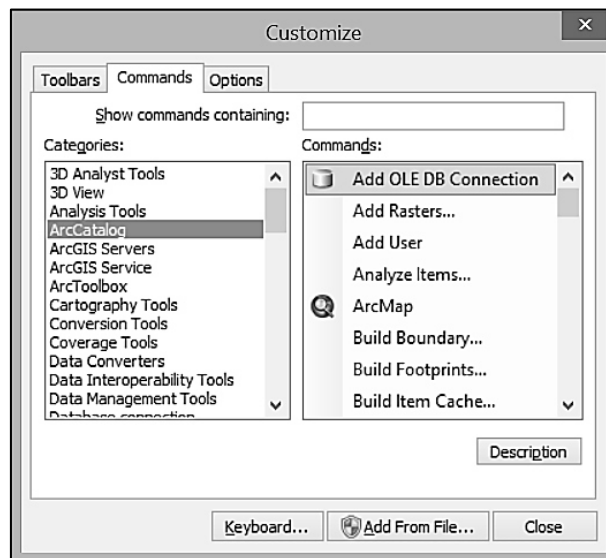 Customize
Toolbars Commands Options
Show commands containing:
Categories:
3D Analyst Tools
3D View
Analysis Tools
ArcCatalog
ArcGIS Servers
ArcGIS Service
ArcToolbox
Cartography Tools
Conversion Tools
Coverage Tools
Data Converters
Data Interoperability Tools
Data Management Tools
Database connection
Commands:
Add OLE DB Connection
Add Rasters...
Add User
Analyze Items...
ArcMap
Build Boundary...
Build Footprints...
Build Item Cache...
Description
Keyboard... Add From File... Close